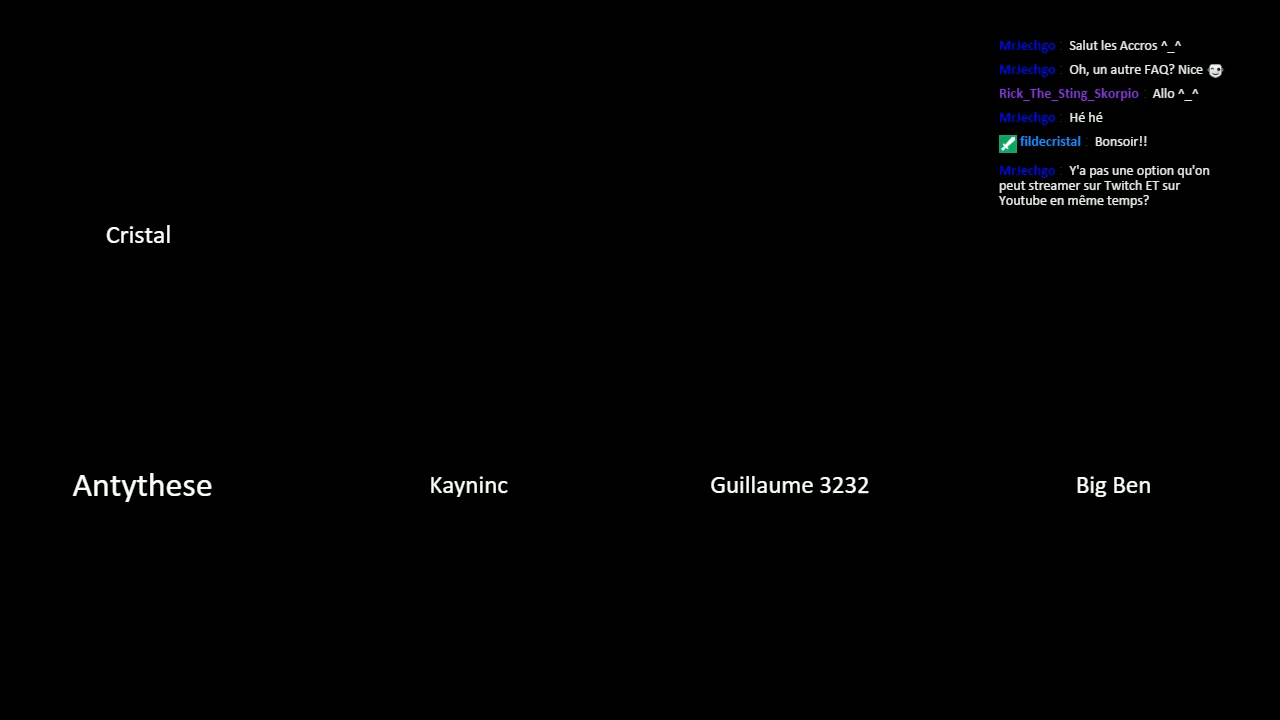 MrJechgo : Salut les Accros ^_^
MrJechgo : Oh, un autre FAQ? Nice
Rick_The_Sting_Skorpio : Allo ^_^
MrJechgo : Hé hé
fildecristal : Bonsoir!!
MrJechgo : Y'a pas une option qu'on
peut streamer sur Twitch ET sur
Youtube en même temps?
Cristal
Antythese
Kayninc
Guillaume 3232
Big Ben